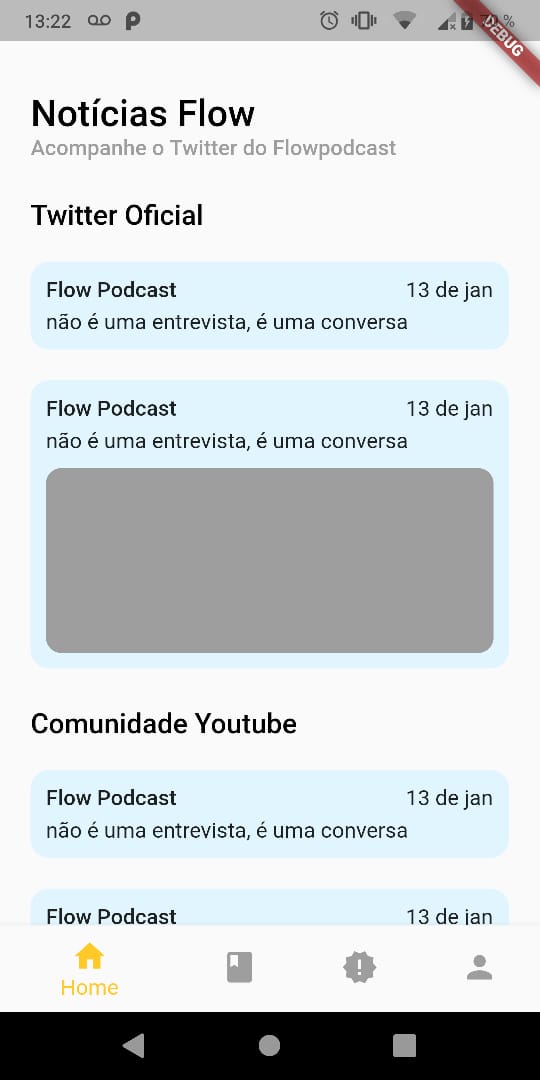 13:22
DEBUG
Notícias Flow
Acompanhe o Twitter do Flowpodcast
Twitter Oficial
Flow Podcast 13 de jan
não é uma entrevista, é uma conversa
Flow Podcast 13 de jan
não é uma entrevista, é uma conversa
Comunidade Youtube
Flow Podcast 13 de jan
não é uma entrevista, é uma conversa
Flow Podcast 13 de jan
Home